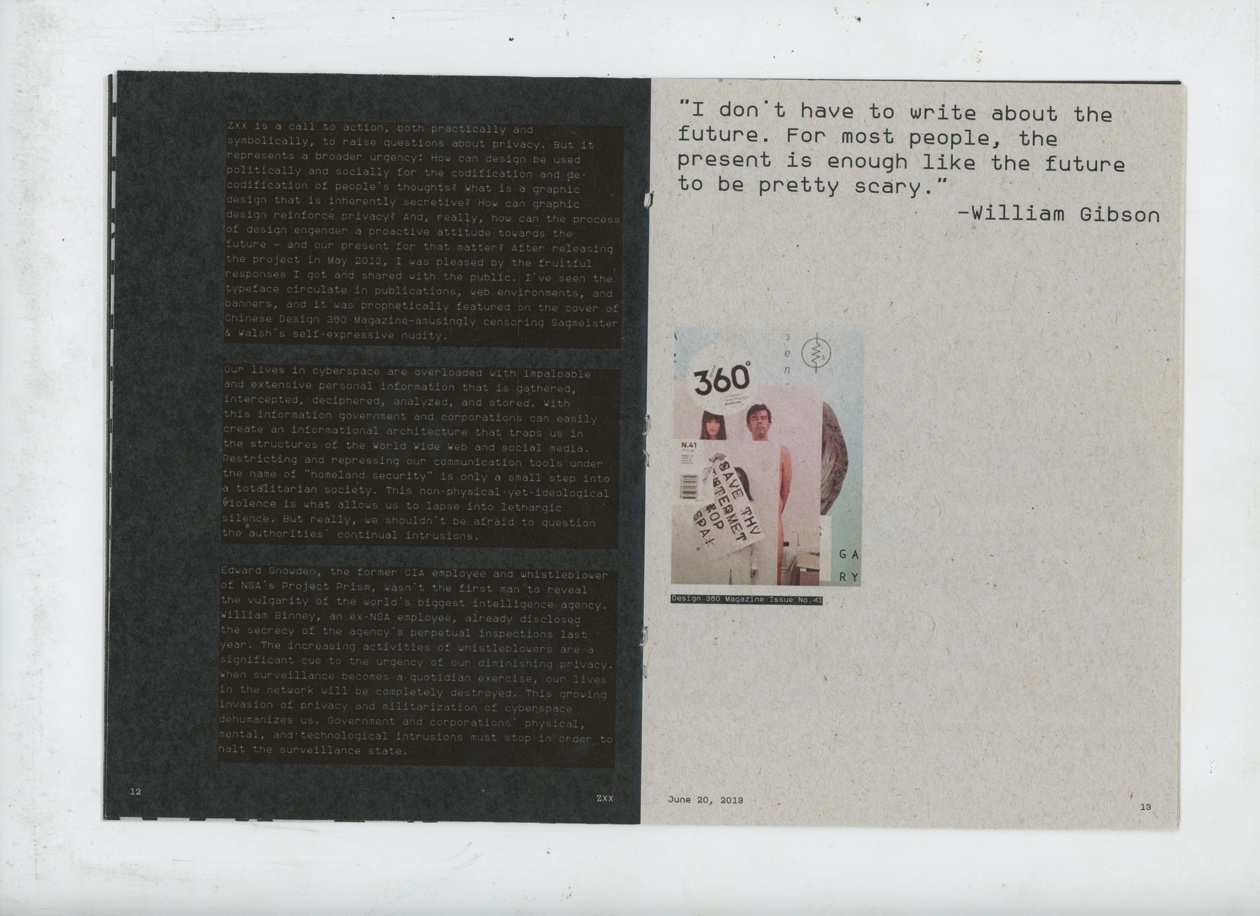 ZXX is a call to action, both practically and
symbolically, to raise questions about privacy. But it
represents a broader urgency: How can design be used
politically and socially for the codification and de-
codification of people's thoughts? What is a graphic
design that is inherently secretive? How can graphic
design reinforce privacy? And, really, how can the process
of design engender a proactive attitude towards the
future - and our present for that matter? After releasing
the project in May 2012, I was pleased by the fruitful
responses I got and shared with the public. I've seen the
typeface circulate in publications, web environments, and
banners, and it was prophetically featured on the cover of
Chinese Design 360 Magazine-amusingly censoring Sagmeister
& Walsh's self-expressive nudity.
Our lives in cyberspace are overloaded with impalpable
and extensive personal information that is gathered,
intercepted, deciphered, analyzed, and stored. With
this information government and corporations can easily
create an informational architecture that traps us in
the structures of the World Wide Web and social media.
Restricting and repressing our communication tools under
the name of "homeland security" is only a small step into
a totalitarian society. This non-physical-yet-ideological
violence is what allows us to lapse into lethargic
silence. But really, we shouldn't be afraid to question
the authorities' continual intrusions.
Edward Snowden, the former CIA employee and whistleblower
of NSA's Project Prism, wasn't the first man to reveal
the vulgarity of the world's biggest intelligence agency.
William Binney, an ex-NSA employee, already disclosed
the secrecy of the agency's perpetual inspections last
year. The increasing activities of whistleblowers are a
significant cue to the urgency of our diminishing privacy.
When surveillance becomes a quotidian exercise, our lives
in the network will be completely destroyed. This growing
invasion of privacy and militarization of cyberspace
dehumanizes us. Government and corporations' physical,
mental, and technological intrusions must stop in order to
halt the surveillance state.
12
ZXX
"I don't have to write about the
future. For most people, the
present is enough like the future
to be pretty scary."
—William Gibson
sen
360°
N.41
GA
RY
Design 360 Magazine Issue No.41
June 20, 2013
13